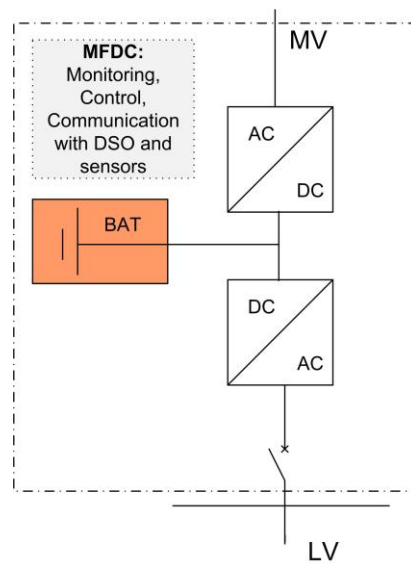 MV
MFDC:
Monitoring,
Control,
Communication
with DSO and
sensors
AC
DC
BAT
DC
AC
LV